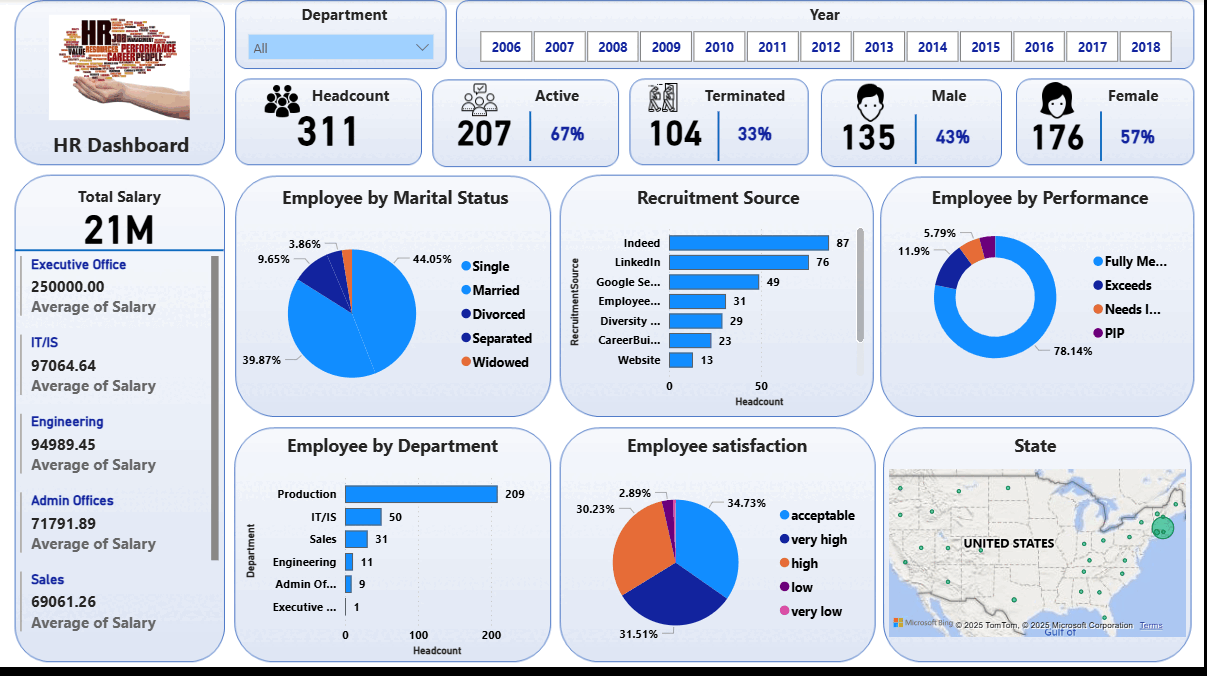 HR
JOB
MANAGEMENT
VALUE
RESOURCES
PERFORMANCE
CAREER
PEOPLE
HR Dashboard
Department
All
Year
2006
2007
2008
2009
2010
2011
2012
2013
2014
2015
2016
2017
2018
Headcount
311
Active
207
67%
Terminated
104
33%
Male
135
43%
Female
176
57%
Total Salary
21M
Executive Office
250000.00
Average of Salary
IT/IS
97064.64
Average of Salary
Engineering
94989.45
Average of Salary
Admin Offices
71791.89
Average of Salary
Sales
69061.26
Average of Salary
Employee by Marital Status
3.86%
9.65%
44.05%
39.87%
Single
Married
Divorced
Separated
Widowed
Recruitment Source
RecruitmentSource
Indeed 87
LinkedIn 76
Google Se... 49
Employee... 31
Diversity ... 29
CareerBui... 23
Website 13
0 50
Headcount
Employee by Performance
5.79%
11.9%
78.14%
Fully Me...
Exceeds
Needs I...
PIP
Employee by Department
Department
Production 209
IT/IS 50
Sales 31
Engineering 11
Admin Of... 9
Executive ... 1
0 100 200
Headcount
Employee satisfaction
2.89%
30.23%
34.73%
31.51%
acceptable
very high
high
low
very low
State
UNITED STATES
Microsoft Bing
© 2025 TomTom, © 2025 Microsoft Corporation Terms
Gulf of